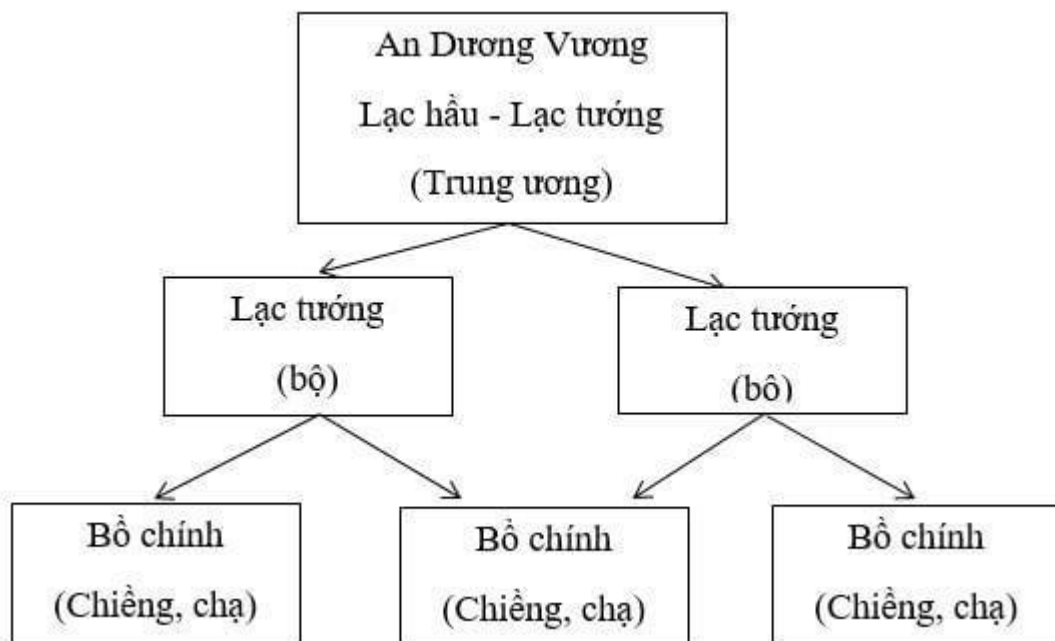 An Dương Vương
Lạc hầu - Lạc tướng
(Trung ương)
Lạc tướng
(bộ)
Lạc tướng
(bộ)
Bồ chính
(Chiềng, chạ)
Bồ chính
(Chiềng, chạ)
Bồ chính
(Chiềng, chạ)